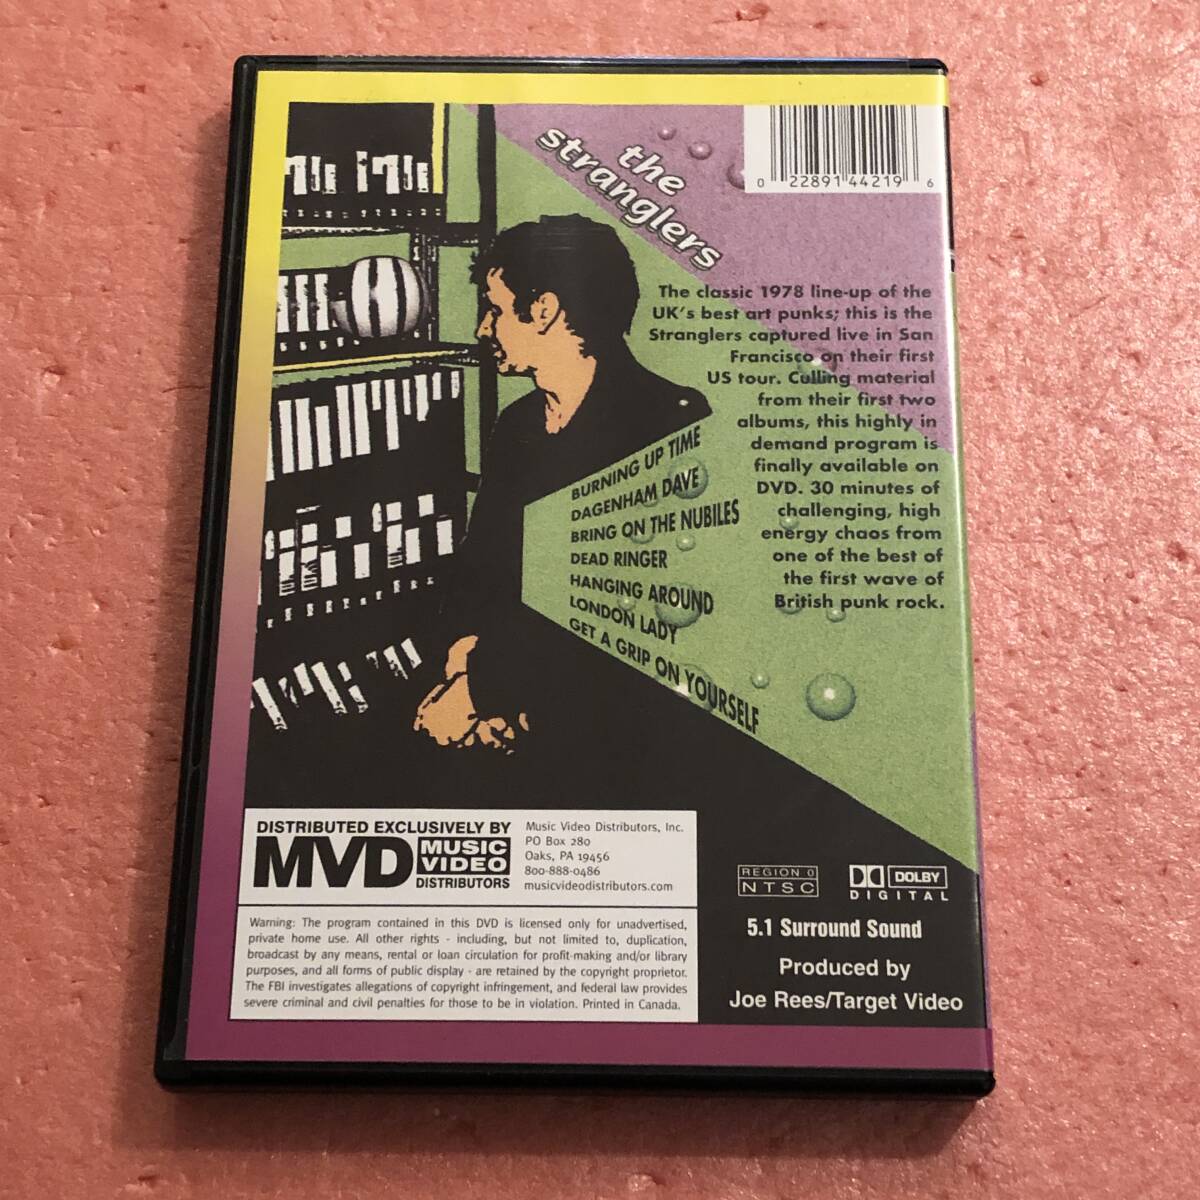 the
stranglers
0 22891 44219 6
The classic 1978 line-up of the
UK's best art punks; this is the
Stranglers captured live in San
Francisco on their first
US tour. Culling material
from their first two
albums, this highly in
demand program is
finally available on
DVD. 30 minutes of
challenging, high
energy chaos from
one of the best of
the first wave of
British punk rock.
BURNING UP TIME
DAGENHAM DAVE
BRING ON THE NUBILES
DEAD RINGER
HANGING AROUND
LONDON LADY
GET A GRIP ON YOURSELF
DISTRIBUTED EXCLUSIVELY BY
MVD MUSIC
VIDEO
DISTRIBUTORS
Music Video Distributors, Inc.
PO Box 280
Oaks, PA 19456
800-888-0486
musicvideodistributors.com
Warning: The program contained in this DVD is licensed only for unadvertised,
private home use. All other rights - including, but not limited to, duplication,
broadcast by any means, rental or loan circulation for profit-making and/or library
purposes, and all forms of public display - are retained by the copyright proprietor.
The FBI investigates allegations of copyright infringement, and federal law provides
severe criminal and civil penalties for those to be in violation. Printed in Canada.
REGION 0
NTSC
DOLBY
DIGITAL
5.1 Surround Sound
Produced by
Joe Rees/Target Video